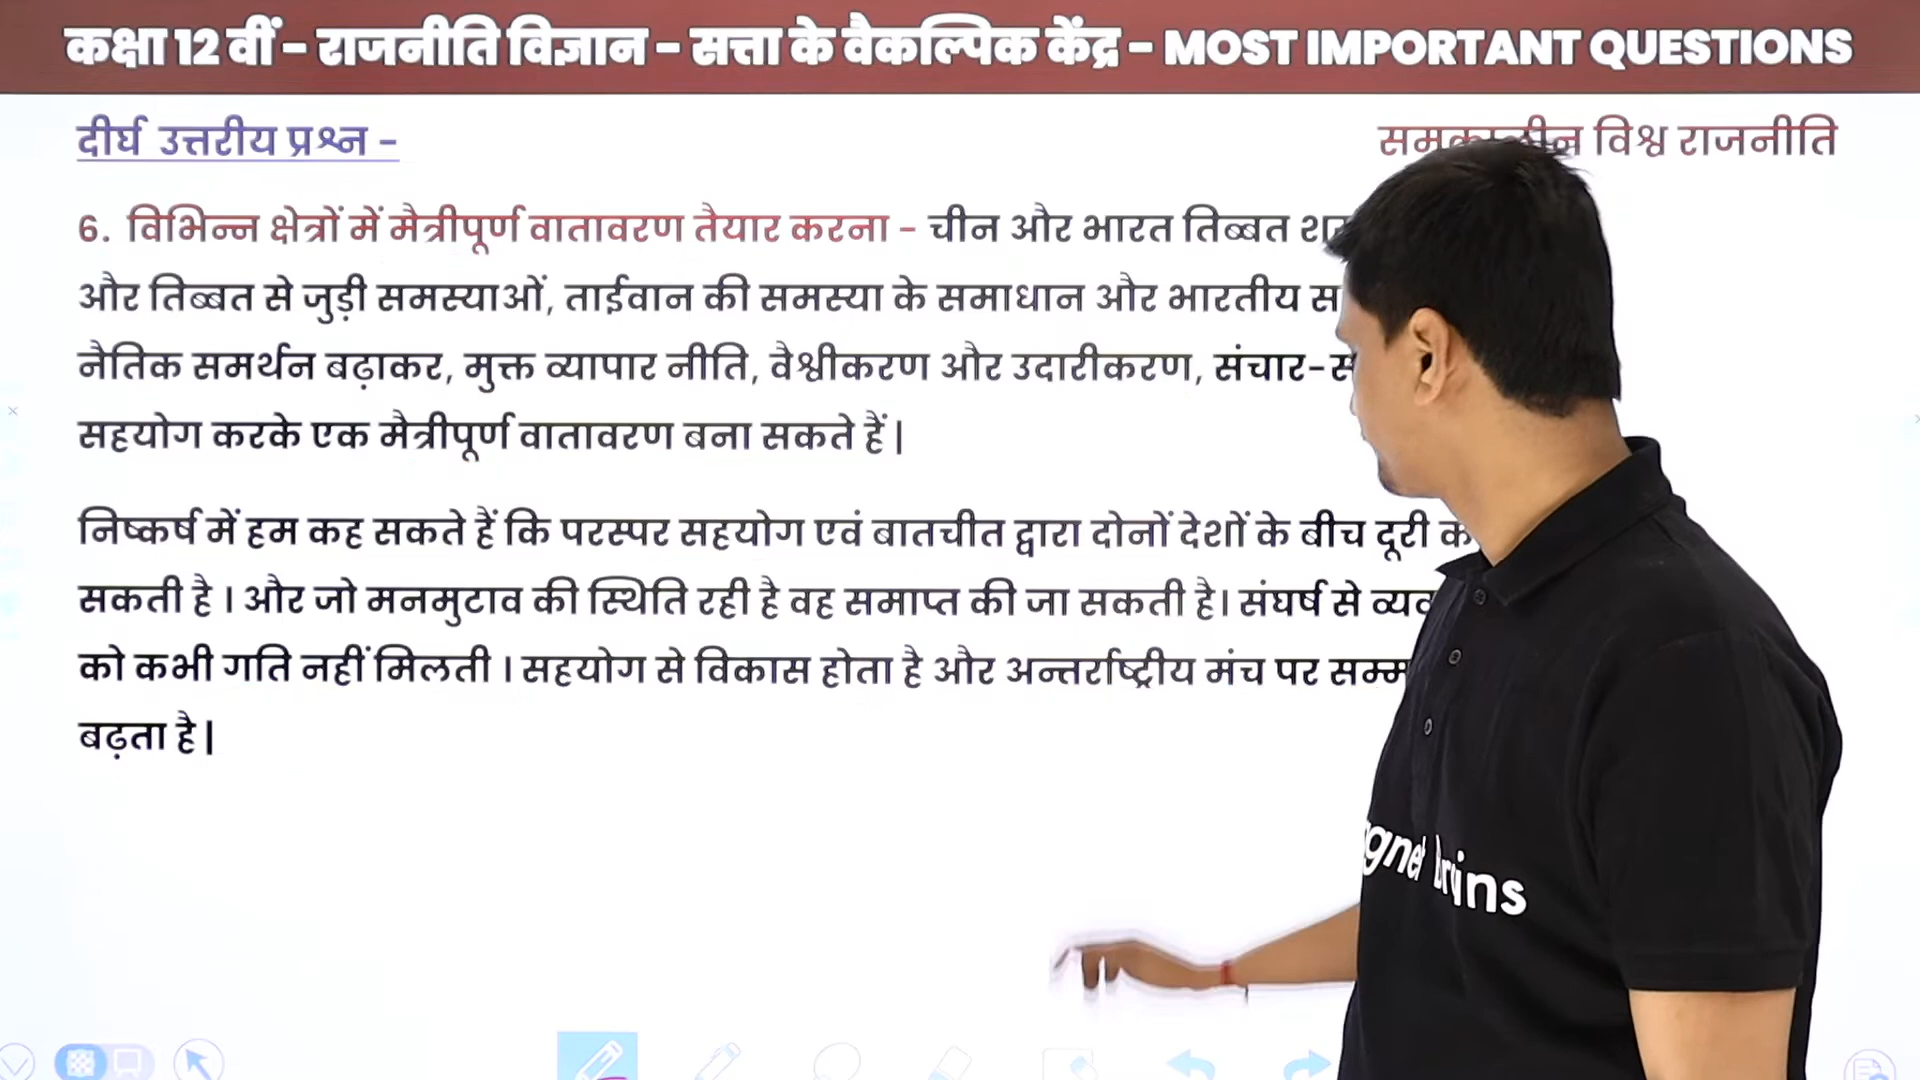 कक्षा 12 वीं - राजनीति विज्ञान - सत्ता के वैकल्पिक केंद्र - MOST IMPORTANT QUESTIONS
दीर्घ उत्तरीय प्रश्न -
समकालीन विश्व राजनीति
6. विभिन्न क्षेत्रों में मैत्रीपूर्ण वातावरण तैयार करना - चीन और भारत तिब्बत
और तिब्बत से जुड़ी समस्याओं, ताईवान की समस्या के समाधान और भारतीय
नैतिक समर्थन बढ़ाकर, मुक्त व्यापार नीति, वैश्वीकरण और उदारीकरण, संचार-
सहयोग करके एक मैत्रीपूर्ण वातावरण बना सकते हैं |
निष्कर्ष में हम कह सकते हैं कि परस्पर सहयोग एवं बातचीत द्वारा दोनों देशों के बीच दूरी
सकती है । और जो मनमुटाव की स्थिति रही है वह समाप्त की जा सकती है। संघर्ष से
को कभी गति नहीं मिलती । सहयोग से विकास होता है और अन्तर्राष्ट्रीय मंच पर
बढ़ता है |